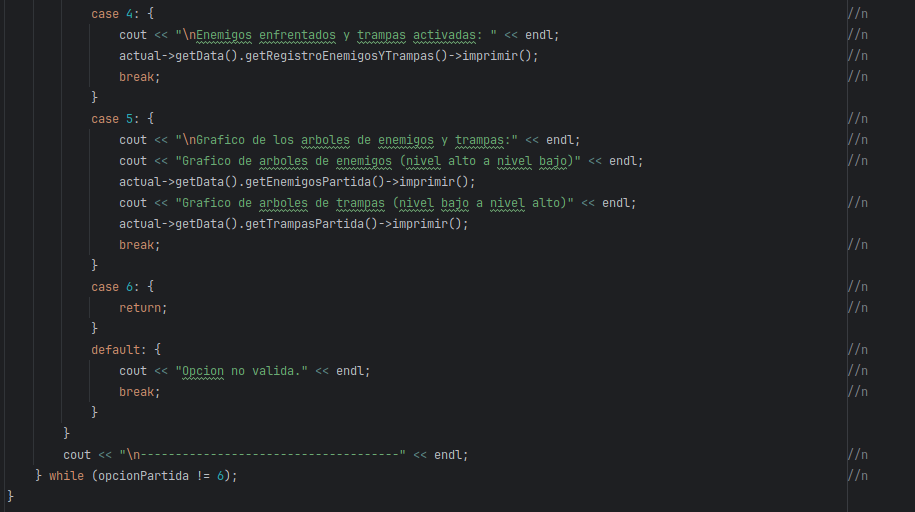 case 4: { //n
cout << "\nEnemigos enfrentados y trampas activadas: " << endl; //n
actual->getData().getRegistroEnemigosYTrampas()->imprimir(); //n
break; //n
}
case 5: { //n
cout << "\nGrafico de los arboles de enemigos y trampas:" << endl; //n
cout << "Grafico de arboles de enemigos (nivel alto a nivel bajo)" << endl; //n
actual->getData().getEnemigosPartida()->imprimir();
cout << "Grafico de arboles de trampas (nivel bajo a nivel alto)" << endl; //n
actual->getData().getTrampasPartida()->imprimir();
break; //n
}
case 6: { //n
return; //n
}
default: { //n
cout << "Opcion no valida." << endl; //n
break; //n
}
}
cout << "\n-------------------------------------" << endl; //n
} while (opcionPartida != 6); //n
}